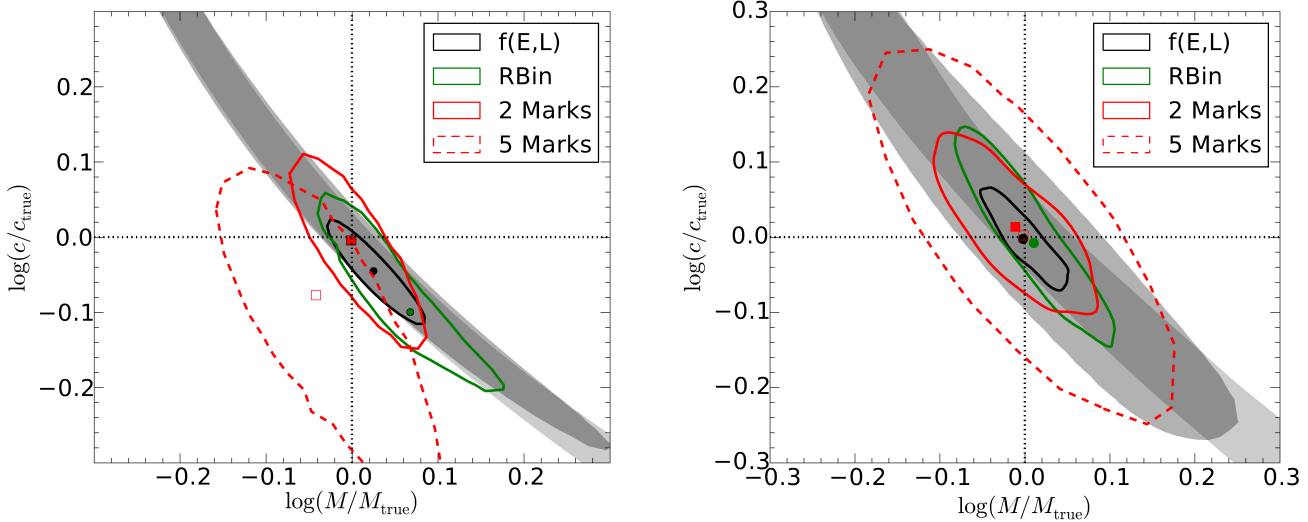 f(E,L)
RBin
2 Marks
5 Marks
0.2
0.1
0.0
−0.1
−0.2
log(c/c_true)
−0.2 −0.1 0.0 0.1 0.2
log(M/M_true)
f(E,L)
RBin
2 Marks
5 Marks
0.3
0.2
0.1
0.0
−0.1
−0.2
−0.3
log(c/c_true)
−0.3 −0.2 −0.1 0.0 0.1 0.2 0.3
log(M/M_true)